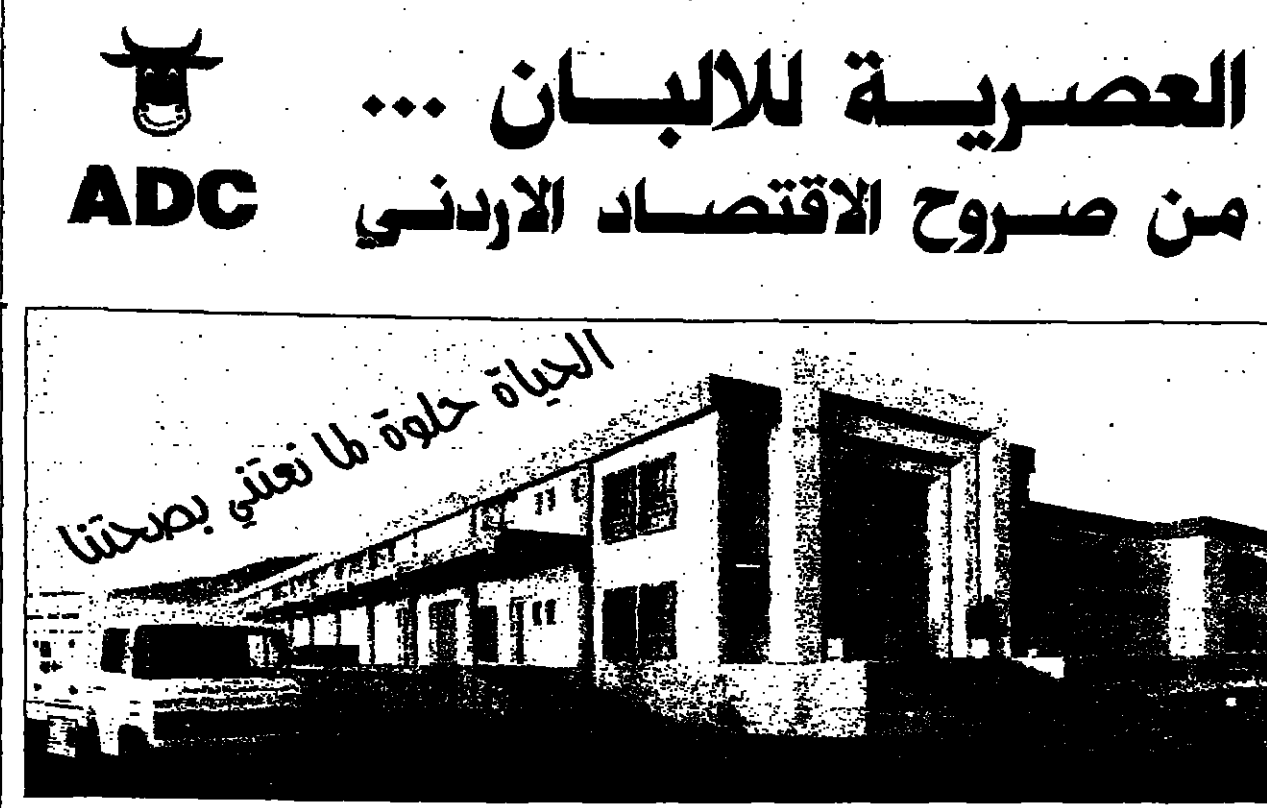 العصرية للالبان ...
من صروح الاقتصاد الاردني
ADC
الحياة حلوة لما نعتني بصحتنا